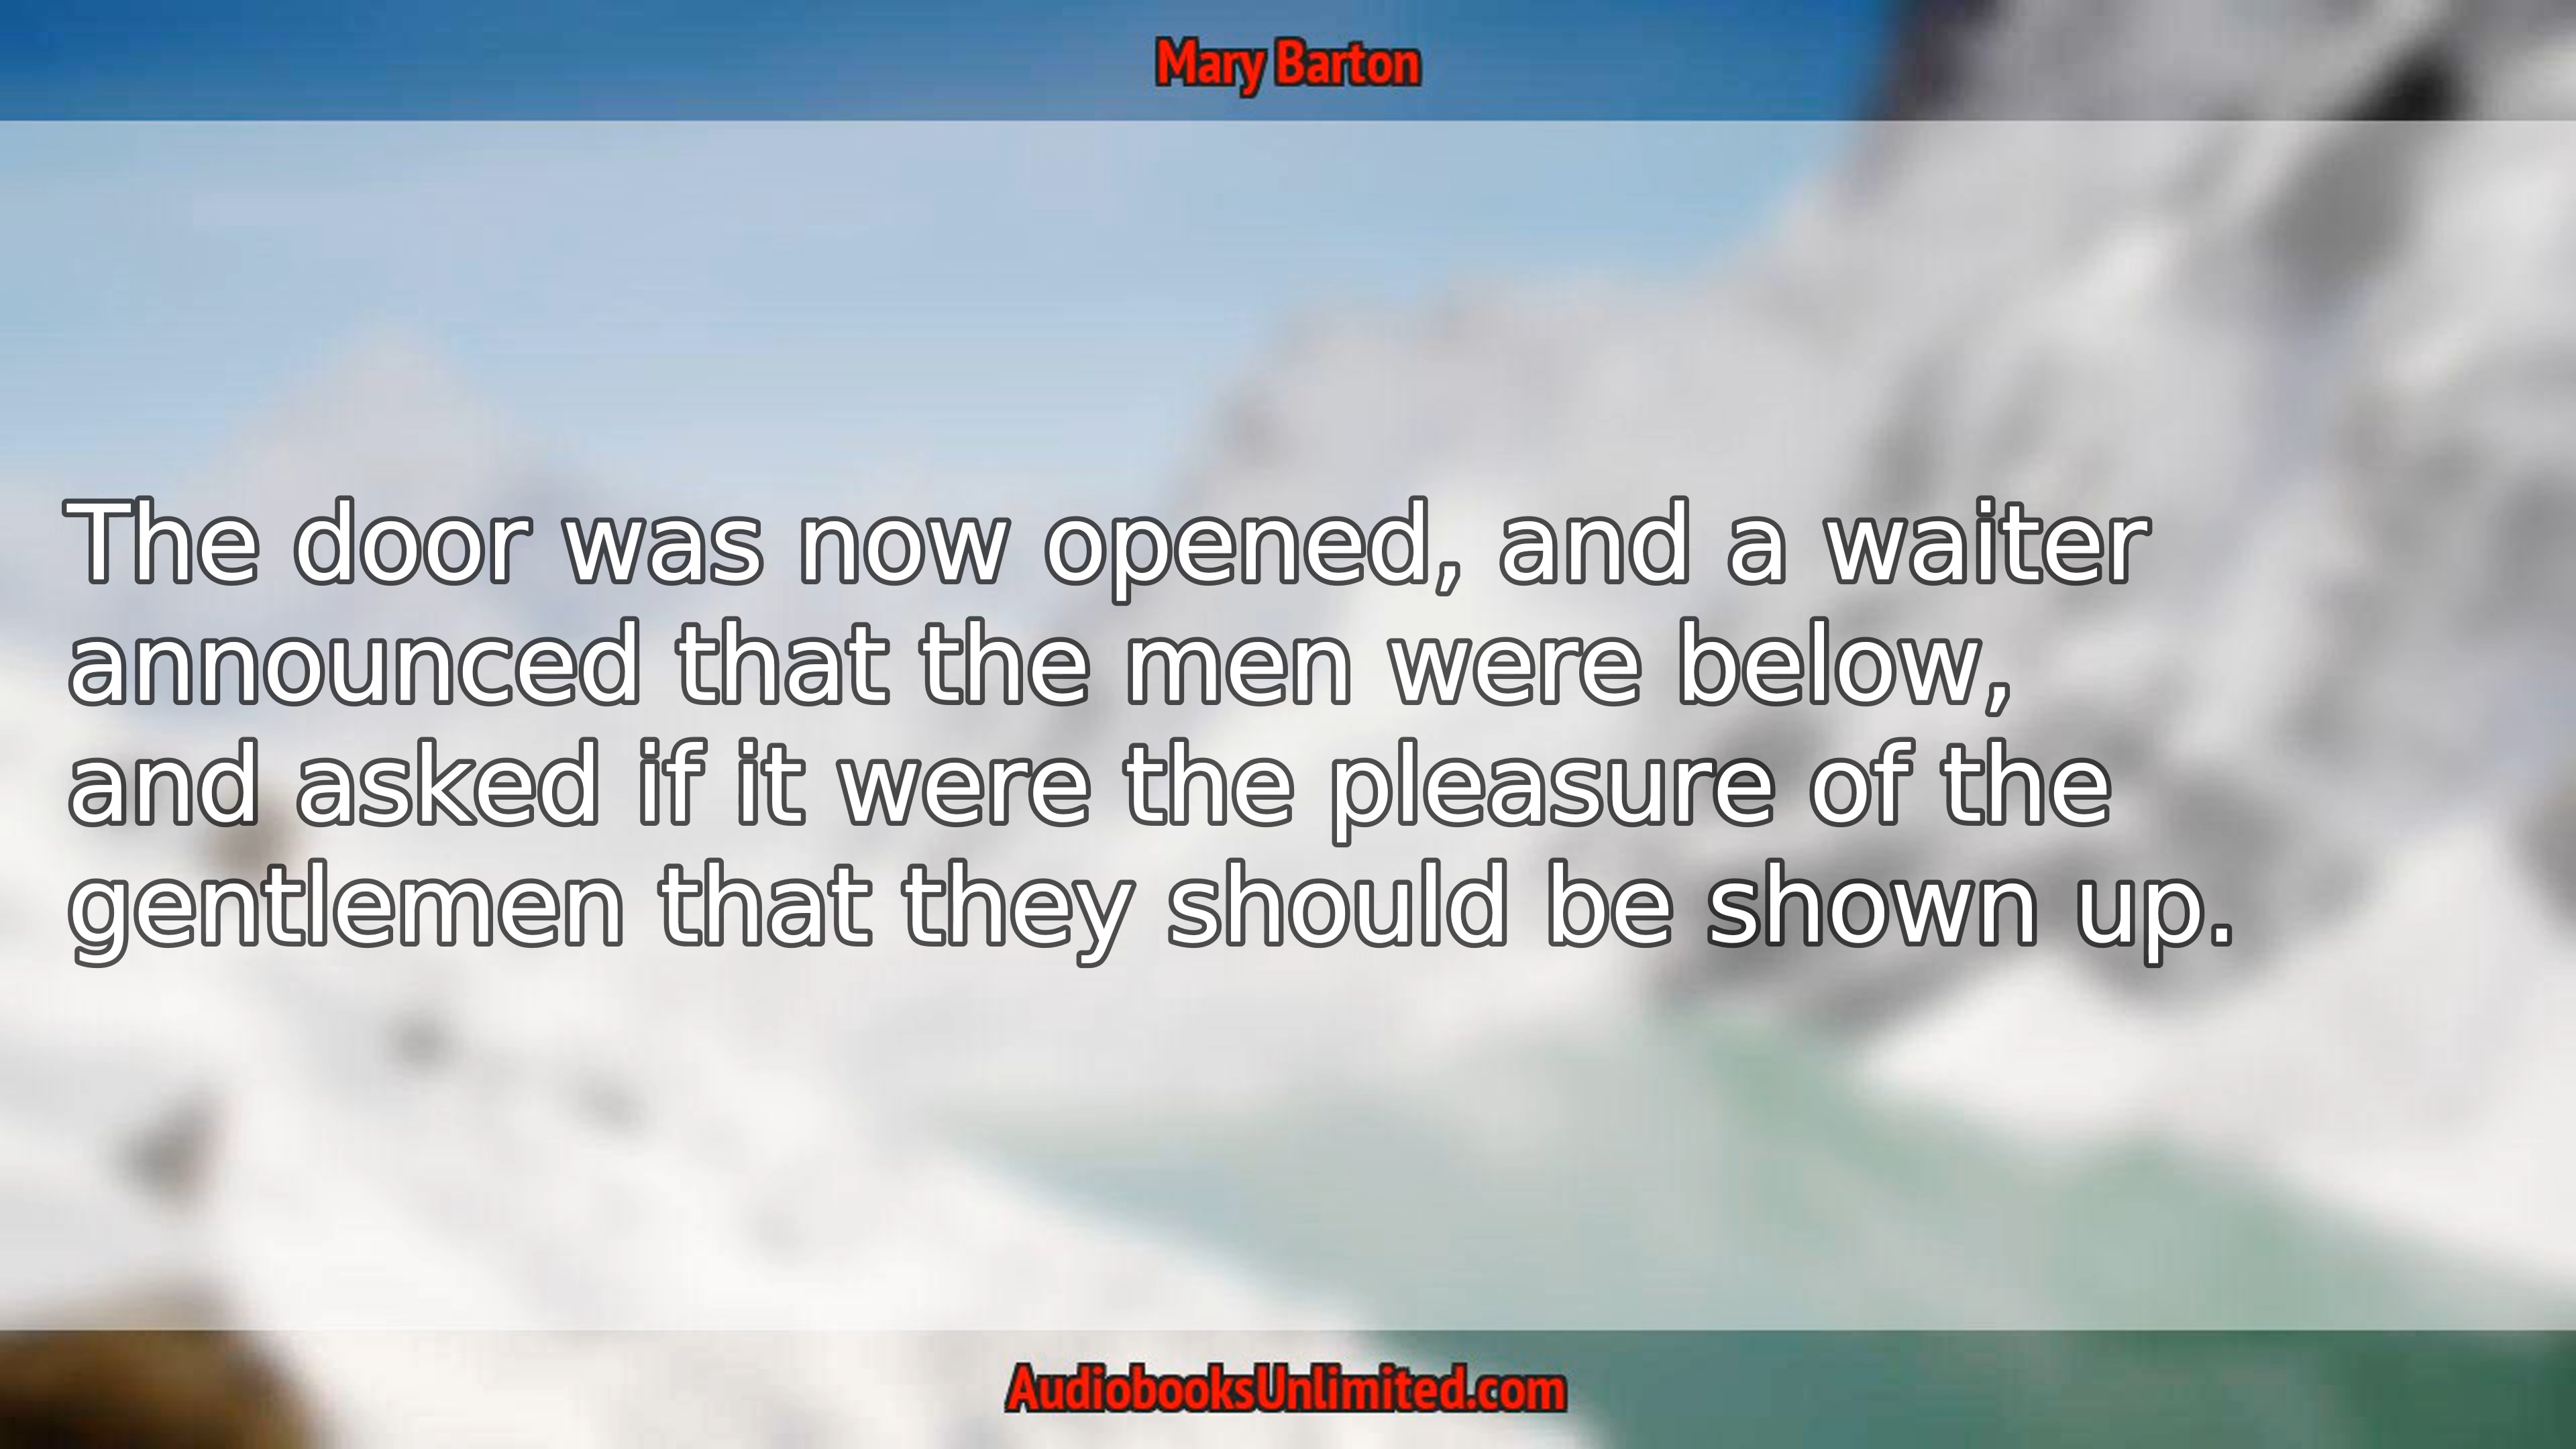 Mary Barton
The door was now opened, and a waiter
announced that the men were below,
and asked if it were the pleasure of the
gentlemen that they should be shown up.
AudiobooksUnlimited.com